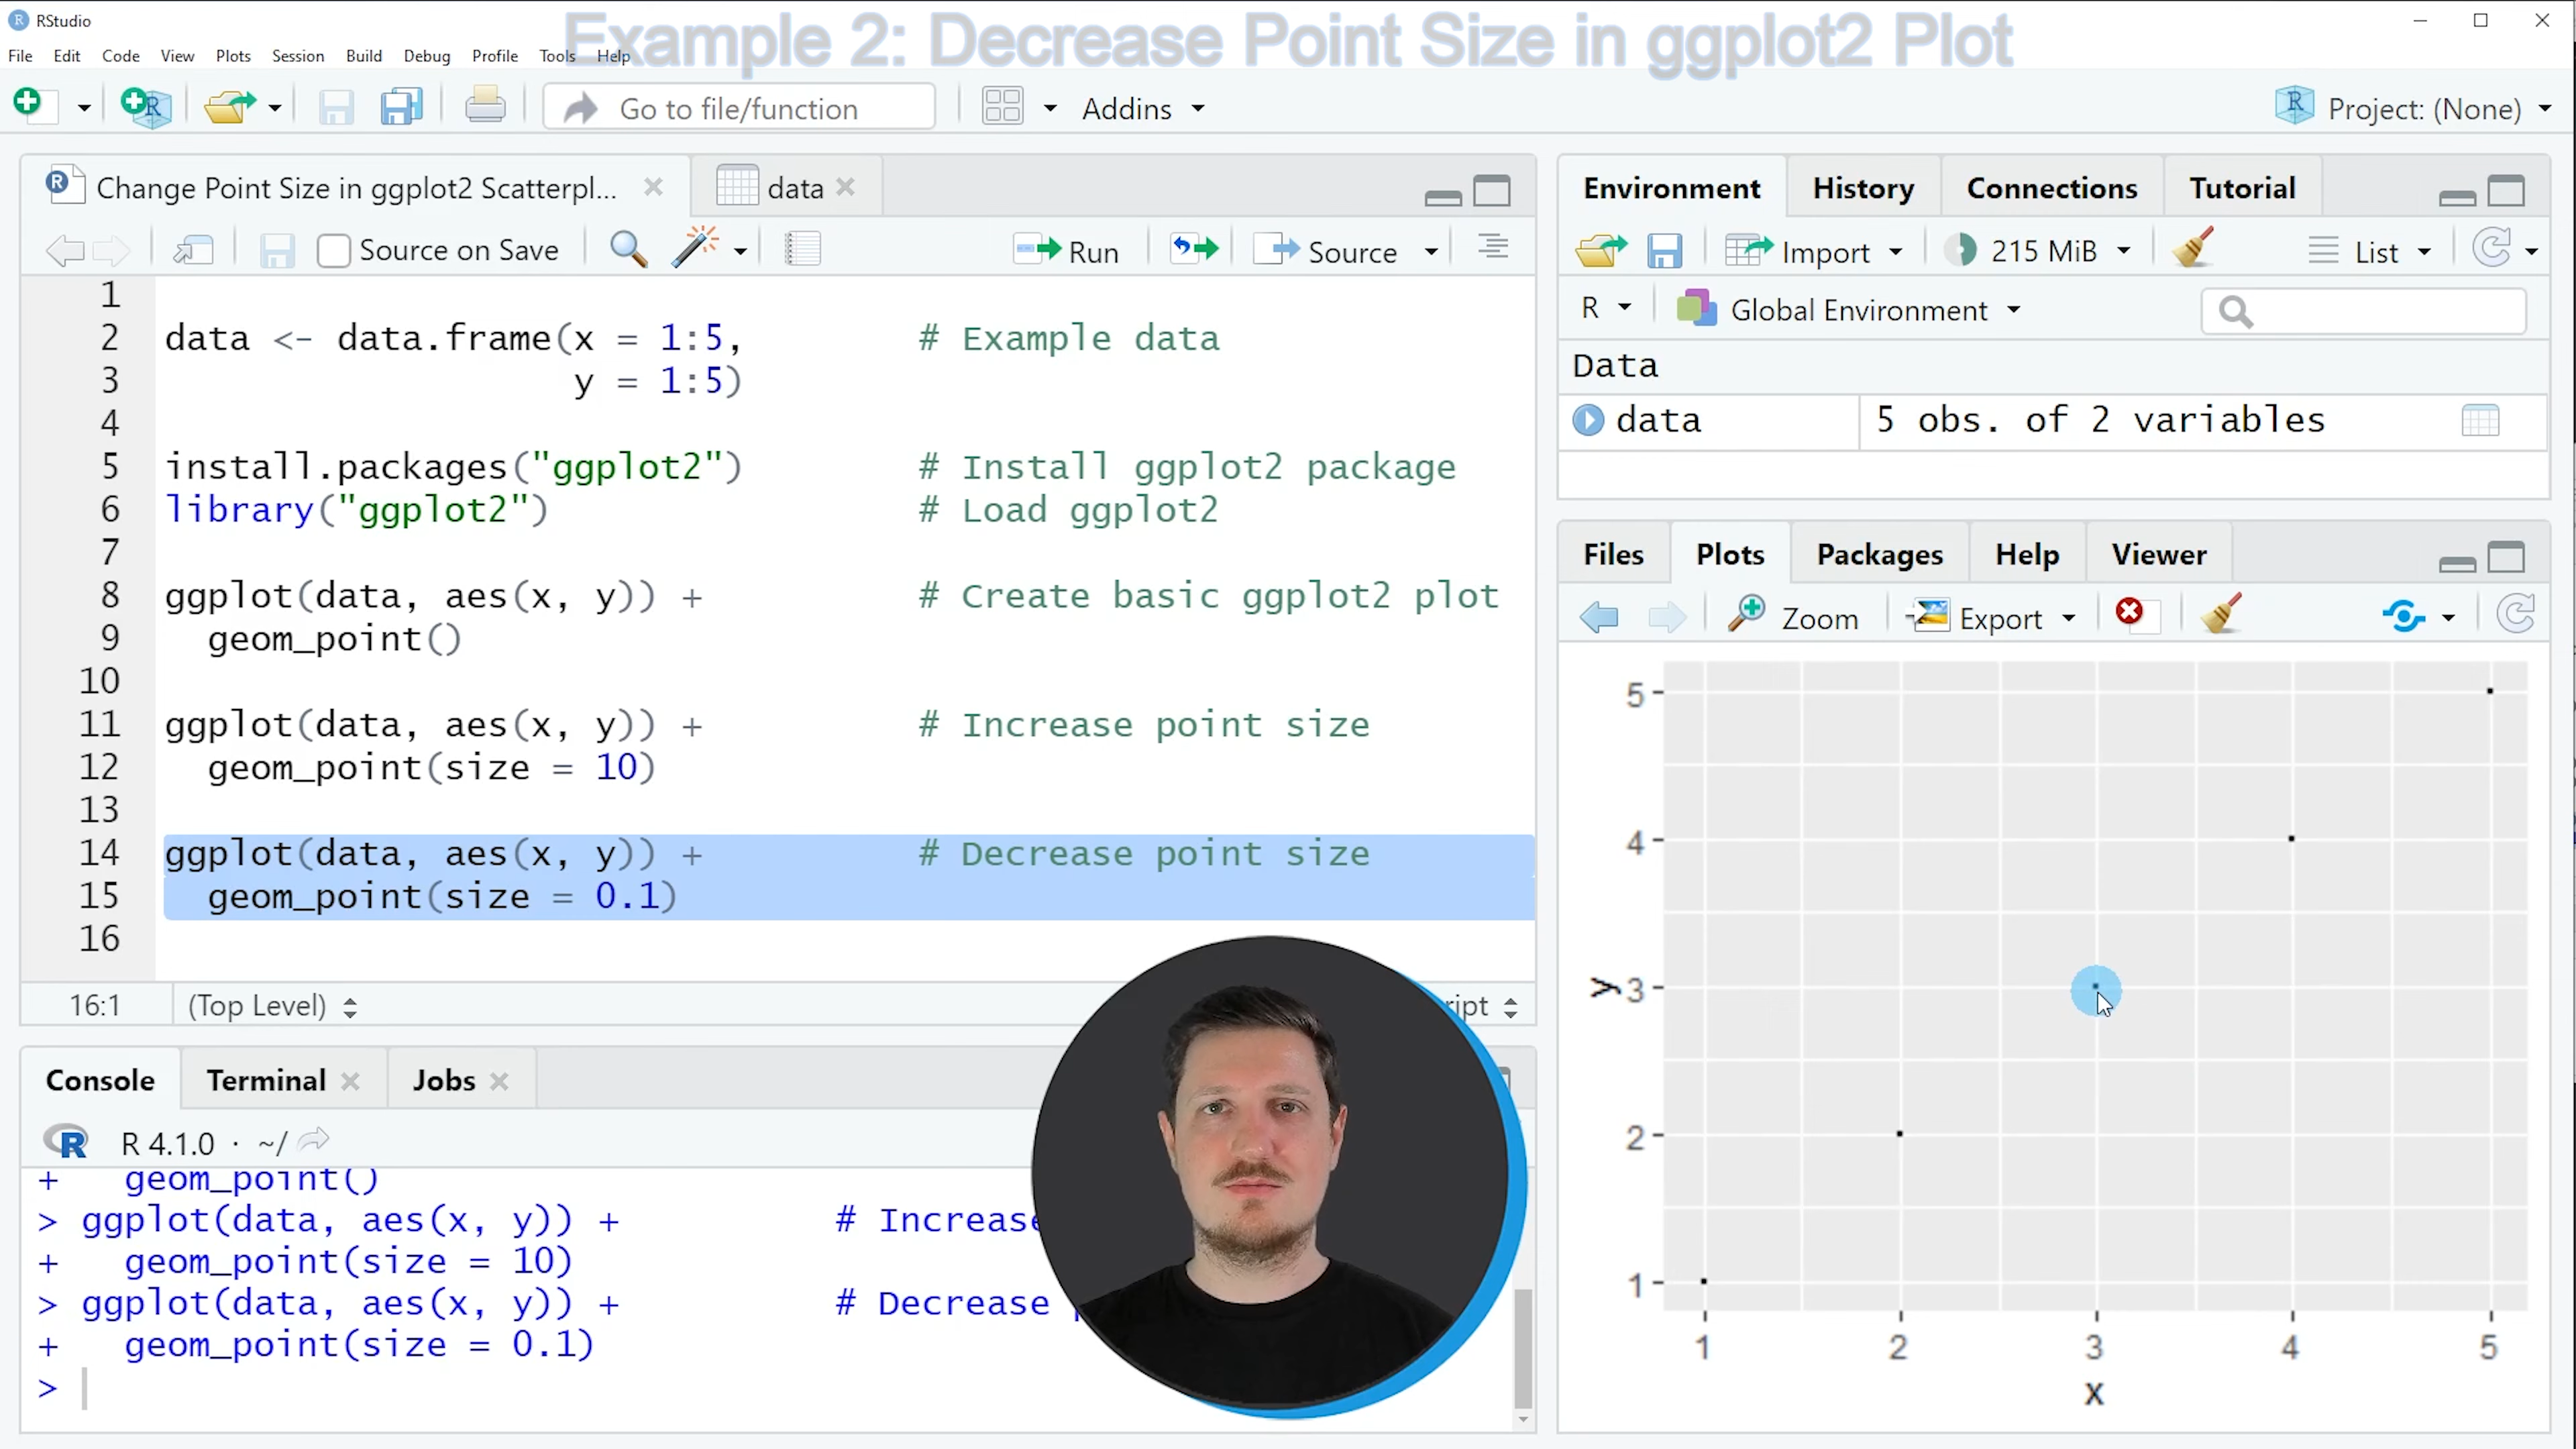 RStudio
Example 2: Decrease Point Size in ggplot2 Plot
File Edit Code View Plots Session Build Debug Profile Tools Help
Go to file/function Addins Project: (None)
Change Point Size in ggplot2 Scatterpl... data
Source on Save Run Source
1
2 data <- data.frame(x = 1:5, # Example data
3 y = 1:5)
4
5 install.packages("ggplot2") # Install ggplot2 package
6 library("ggplot2") # Load ggplot2
7
8 ggplot(data, aes(x, y)) + # Create basic ggplot2 plot
9 geom_point()
10
11 ggplot(data, aes(x, y)) + # Increase point size
12 geom_point(size = 10)
13
14 ggplot(data, aes(x, y)) + # Decrease point size
15 geom_point(size = 0.1)
16
16:1 (Top Level) ript
Console Terminal Jobs
R 4.1.0 · ~/
+ geom_point()
> ggplot(data, aes(x, y)) + # Increase
+ geom_point(size = 10)
> ggplot(data, aes(x, y)) + # Decrease
+ geom_point(size = 0.1)
>
Environment History Connections Tutorial
Import 215 MiB List
R Global Environment
Data
data 5 obs. of 2 variables
Files Plots Packages Help Viewer
Zoom Export
5
4
y 3
2
1
1 2 3 4 5
x